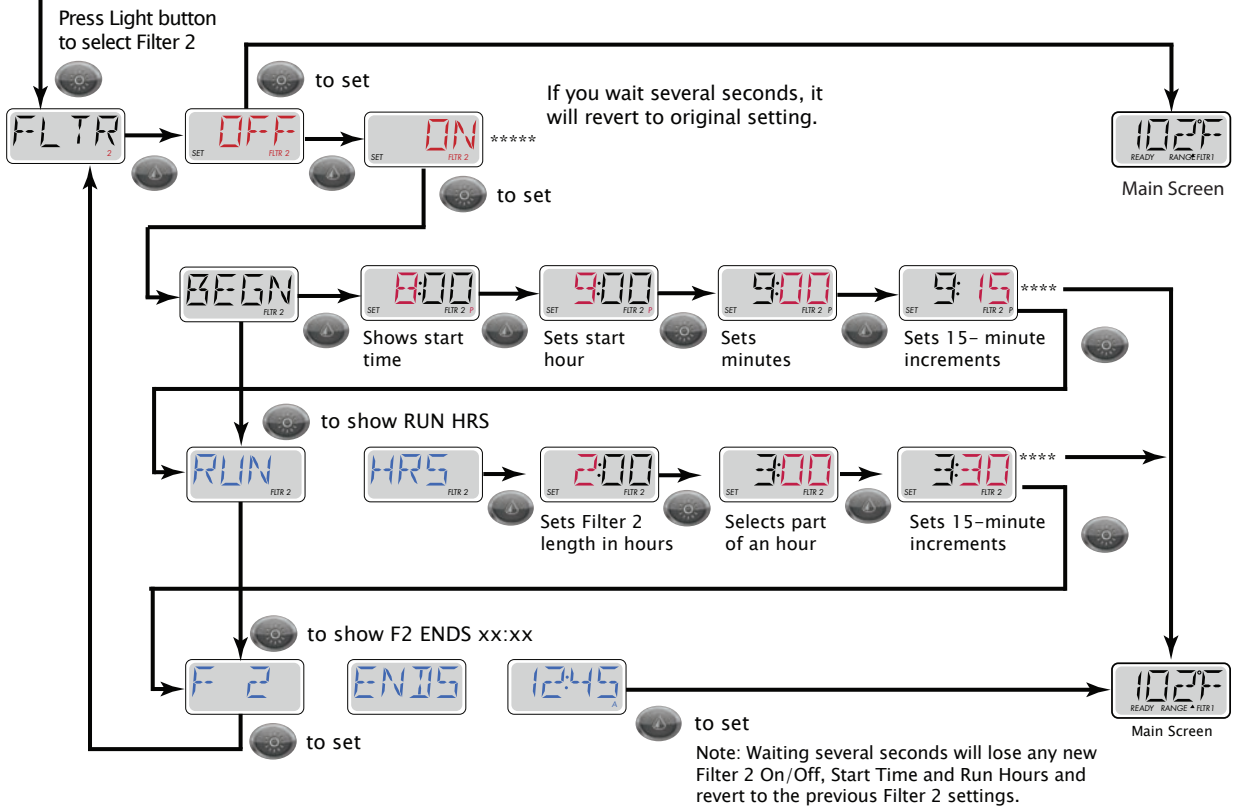 Press Light button
to select Filter 2
to set
If you wait several seconds, it
will revert to original setting.
FLTR
2
OFF
SET FLTR 2
ON
SET FLTR 2
*****
102°F
READY RANGE FLTR1
Main Screen
to set
BEGN
FLTR 2
8:00
SET FLTR 2 P
9:00
SET FLTR 2 P
9:00
SET FLTR 2 P
9:15
SET FLTR 2 P
****
Shows start
time
Sets start
hour
Sets
minutes
Sets 15- minute
increments
to show RUN HRS
RUN
FLTR 2
HRS
FLTR 2
2:00
SET FLTR 2
3:00
SET FLTR 2
3:30
SET FLTR 2
****
Sets Filter 2
length in hours
Selects part
of an hour
Sets 15-minute
increments
to show F2 ENDS xx:xx
F 2
ENDS
12:45
A
102°F
READY RANGE FLTR1
Main Screen
to set
to set
Note: Waiting several seconds will lose any new
Filter 2 On/Off, Start Time and Run Hours and
revert to the previous Filter 2 settings.